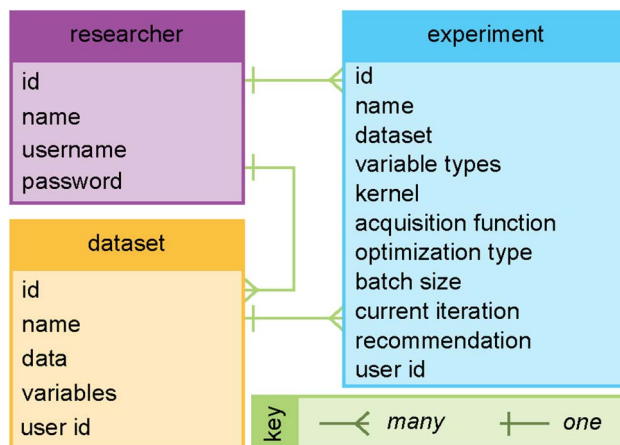 researcher
id
name
username
password
experiment
id
name
dataset
variable types
kernel
acquisition function
optimization type
batch size
current iteration
recommendation
user id
dataset
id
name
data
variables
user id
key
many
one